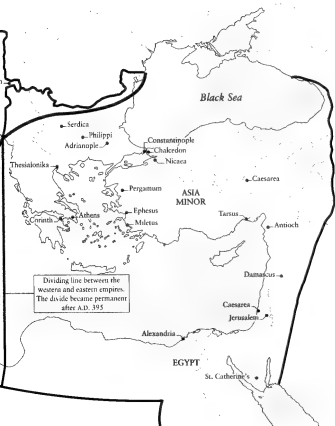 Black Sea
Serdica
Philippi
Adrianople
Constantinople
Chalcedon
Nicaea
Thessalonika
Pergamum
ASIA
MINOR
Caesarea
Ephesus
Miletus
Corinth
Athens
Tarsus
Antioch
Damascus
Dividing line between the
western and eastern empires.
The divide became permanent
after A.D. 395
Caesarea
Jerusalem
Alexandria
EGYPT
St. Catherine's